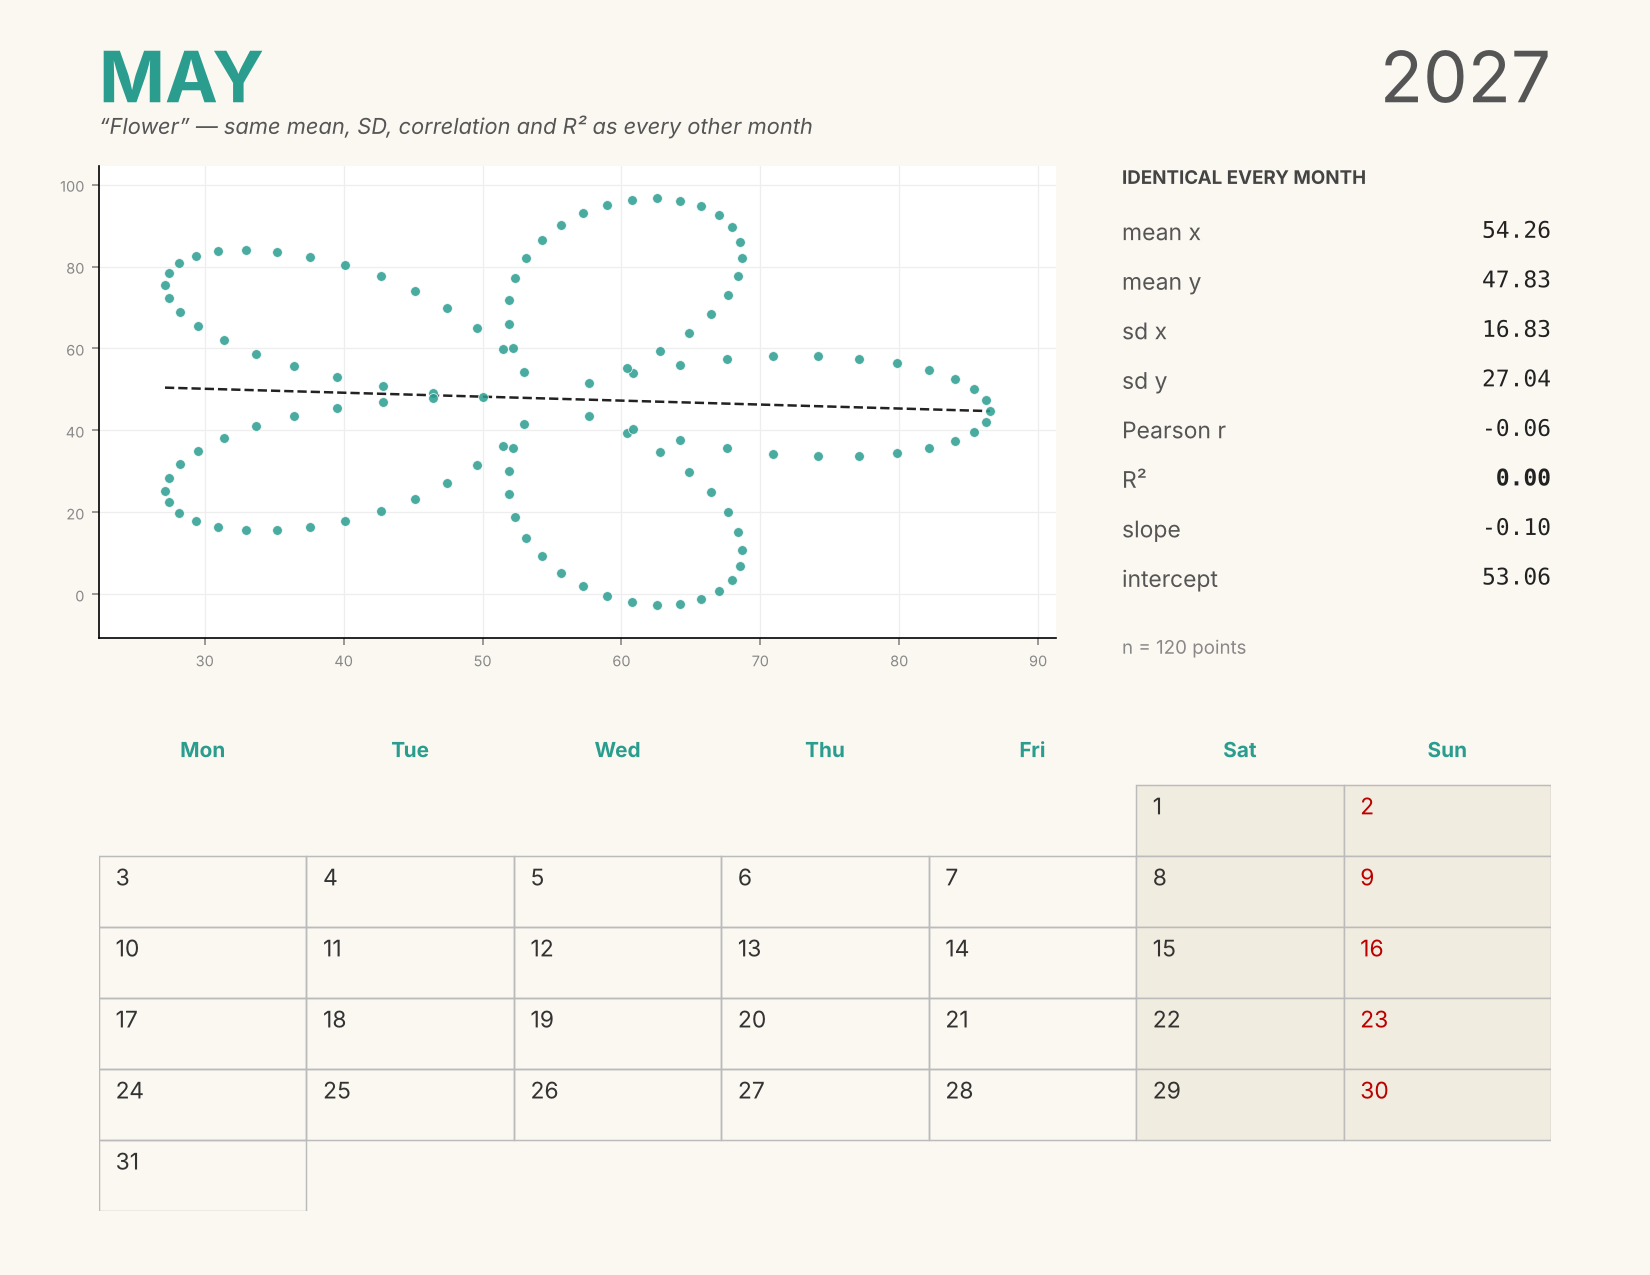 MAY 2027
“Flower” — same mean, SD, correlation and R² as every other month
100
80
60
40
20
0
30 40 50 60 70 80 90
IDENTICAL EVERY MONTH
mean x 54.26
mean y 47.83
sd x 16.83
sd y 27.04
Pearson r -0.06
R² 0.00
slope -0.10
intercept 53.06
n = 120 points
Mon Tue Wed Thu Fri Sat Sun
1 2
3 4 5 6 7 8 9
10 11 12 13 14 15 16
17 18 19 20 21 22 23
24 25 26 27 28 29 30
31